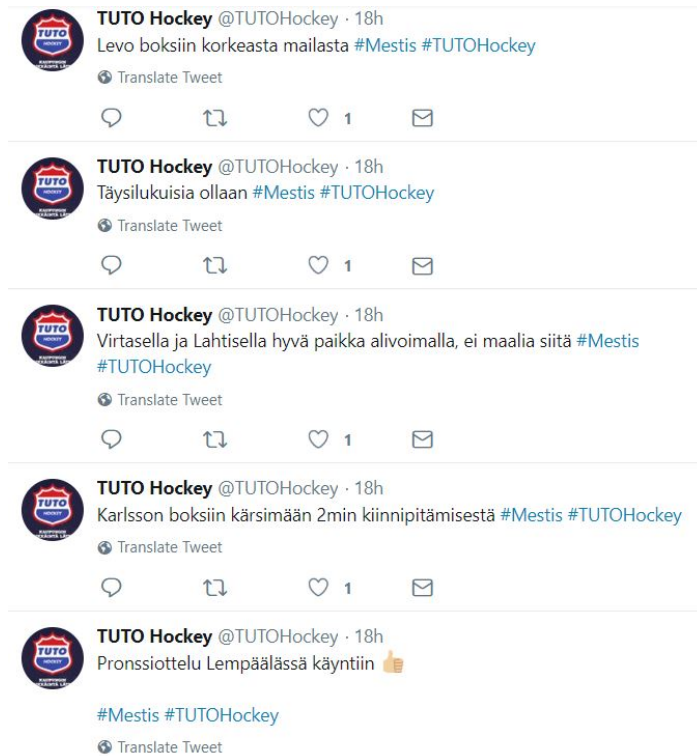 TUTO Hockey @TUTOHockey · 18h
Levo boksiin korkeasta mailasta #Mestis #TUTOHockey
Translate Tweet
1
TUTO Hockey @TUTOHockey · 18h
Täysilukuisia ollaan #Mestis #TUTOHockey
Translate Tweet
1
TUTO Hockey @TUTOHockey · 18h
Virtasella ja Lahtisella hyvä paikka alivoimalla, ei maalia siitä #Mestis
#TUTOHockey
Translate Tweet
1
TUTO Hockey @TUTOHockey · 18h
Karlsson boksiin kärsimään 2min kiinnipitämisestä #Mestis #TUTOHockey
Translate Tweet
1
TUTO Hockey @TUTOHockey · 18h
Pronssiottelu Lempäälässä käyntiin 👍
#Mestis #TUTOHockey
Translate Tweet